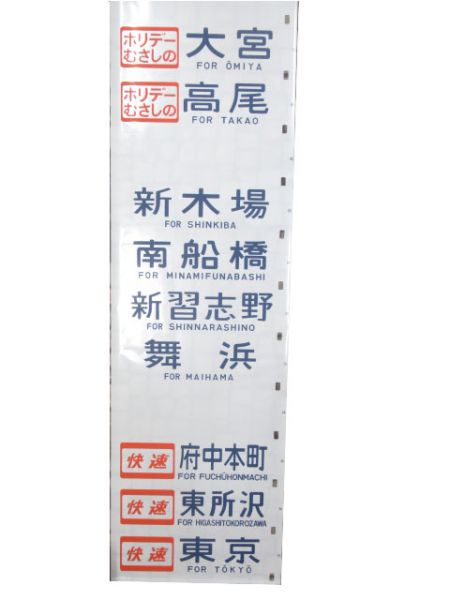 ホリデー
むさしの
大宮
FOR ŌMIYA
ホリデー
むさしの
高尾
FOR TAKAO
新木場
FOR SHINKIBA
南船橋
FOR MINAMIFUNABASHI
新習志野
FOR SHINNARASHINO
舞浜
FOR MAIHAMA
快速 府中本町
FOR FUCHŪHONMACHI
快速 東所沢
FOR HIGASHITOKOROZAWA
快速 東京
FOR TŌKYŌ